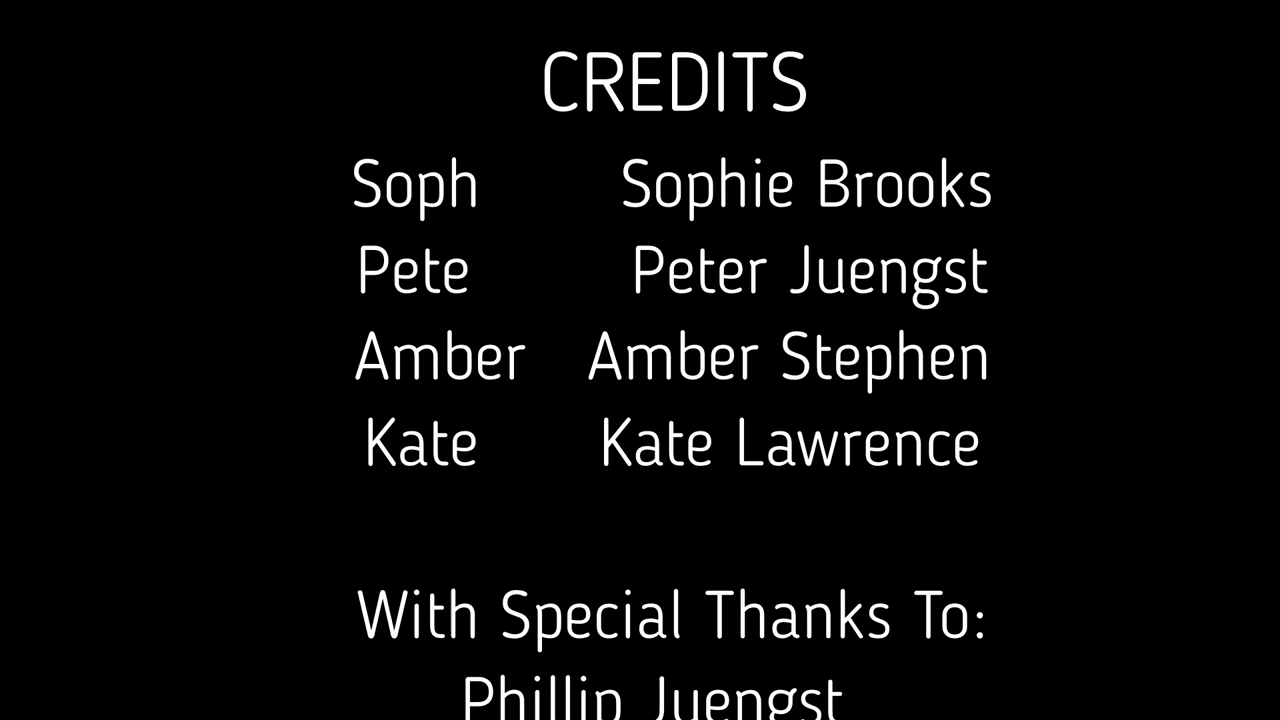 CREDITS
Soph Sophie Brooks
Pete Peter Juengst
Amber Amber Stephen
Kate Kate Lawrence
With Special Thanks To:
Phillip Juengst